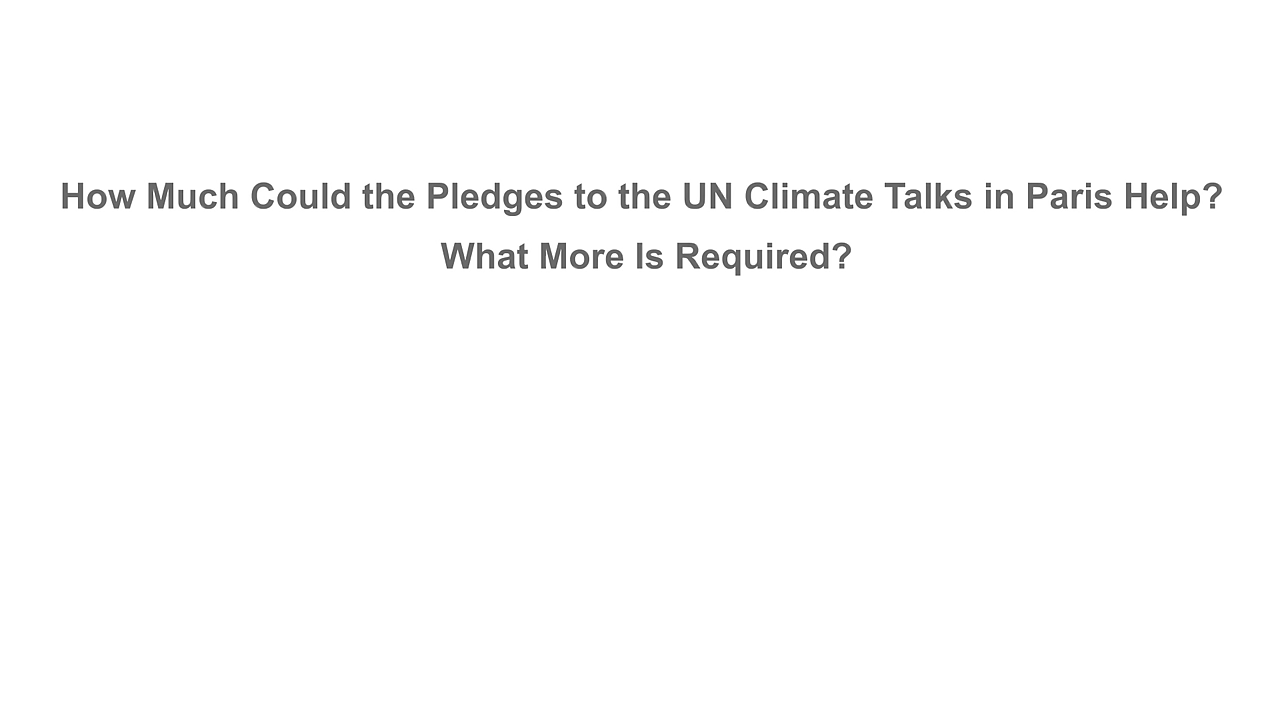 How Much Could the Pledges to the UN Climate Talks in Paris Help?
What More Is Required?